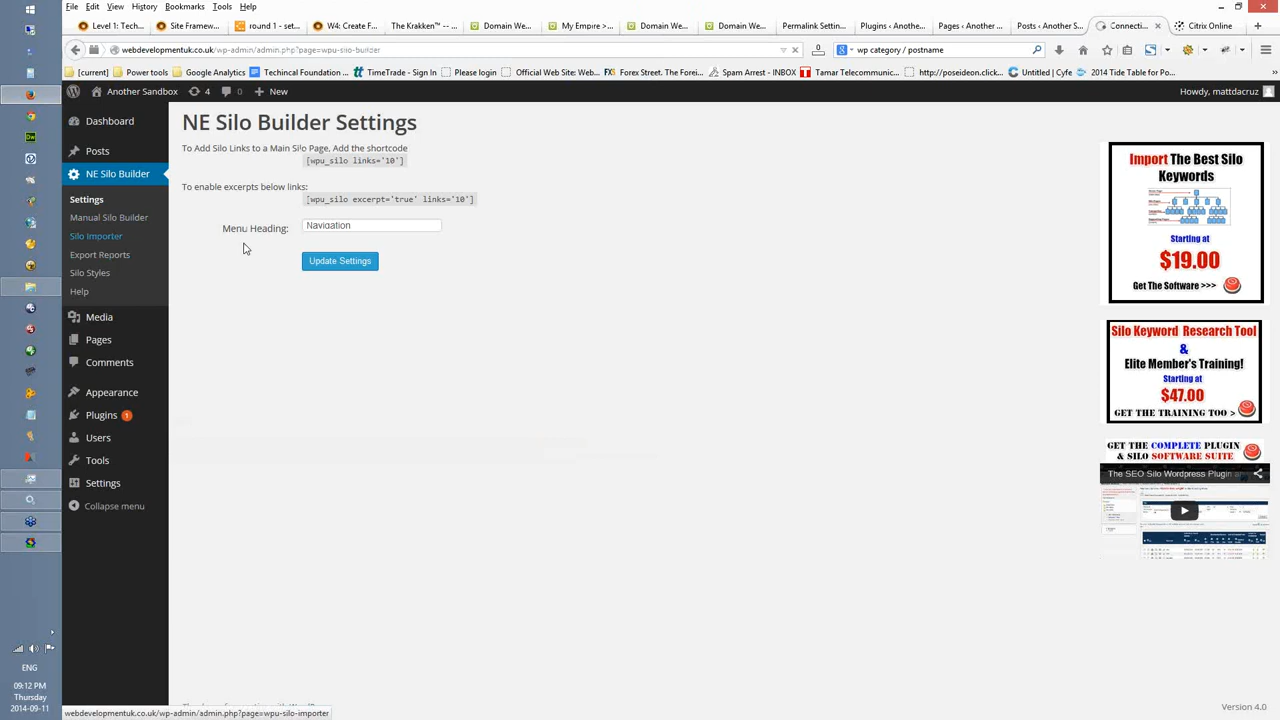 File Edit View History Bookmarks Tools Help
Level 1: Tech... Site Framew... round 1 - set... W4: Create F... The Krakken™ -... Domain We... My Empire >... Domain We... Domain We... Permalink Settin... Plugins ‹ Anothe... Pages ‹ Another ... Posts ‹ Another S... Connecti... Citrix Online
webdevelopmentuk.co.uk/wp-admin/admin.php?page=wpu-silo-builder
wp category / postname
[current] Power tools Google Analytics Techincal Foundation ... TimeTrade - Sign In Please login Official Web Site: Web... Forex Street. The Forei... Spam Arrest - INBOX Tamar Telecommunic... http://poseidon.click... Untitled | Cyfe 2014 Tide Table for Po...
Another Sandbox 4 0 New
Howdy, mattdacruz
Dashboard
Posts
NE Silo Builder
Settings
Manual Silo Builder
Silo Importer
Export Reports
Silo Styles
Help
Media
Pages
Comments
Appearance
Plugins 1
Users
Tools
Settings
Collapse menu
NE Silo Builder Settings
To Add Silo Links to a Main Silo Page, Add the shortcode
[wpu_silo links='10']
To enable excerpts below links:
[wpu_silo excerpt='true' links='10']
Menu Heading: Navigation
Update Settings
Import The Best Silo
Keywords
Starting at
$19.00
Get The Software >>>
Silo Keyword Research Tool
&
Elite Member's Training!
Starting at
$47.00
GET THE TRAINING TOO >
GET THE COMPLETE PLUGIN
& SILO SOFTWARE SUITE
The SEO Silo Wordpress Plugin
Version 4.0
ENG
09:12 PM
Thursday
2014-09-11
webdevelopmentuk.co.uk/wp-admin/admin.php?page=wpu-silo-importer